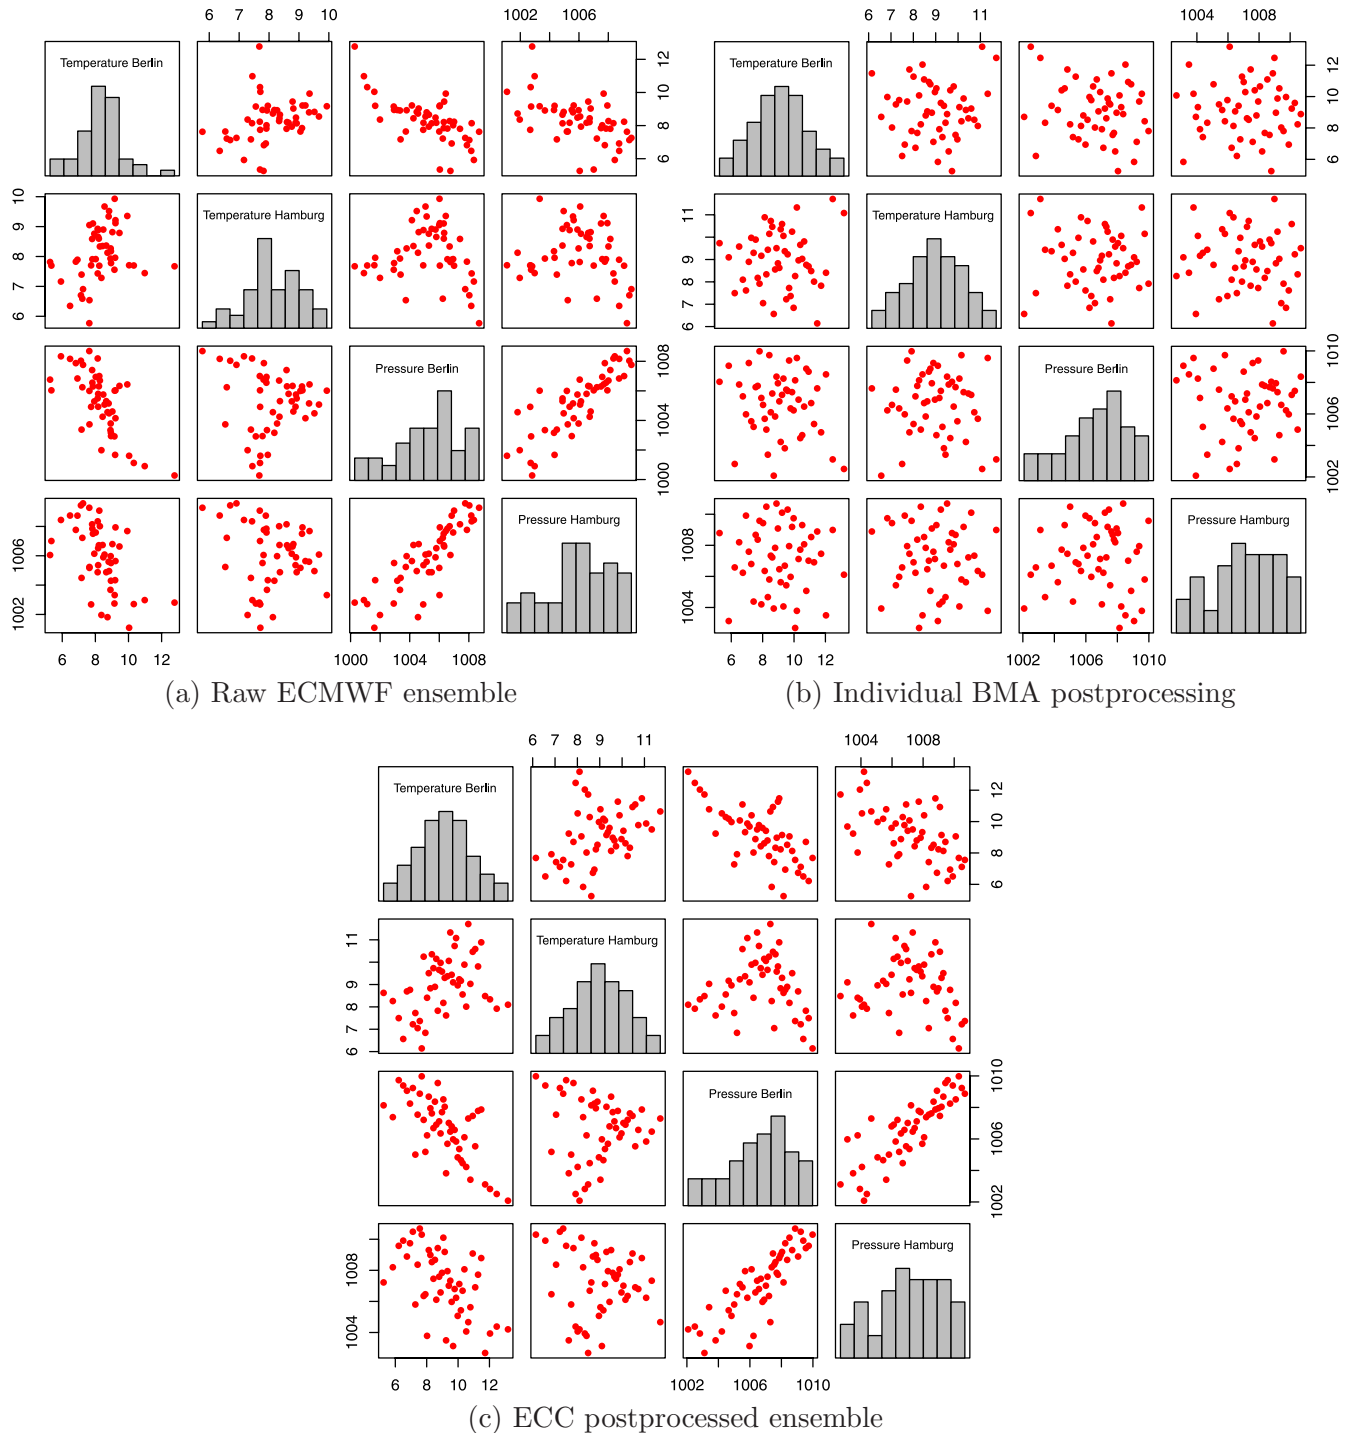 6 7 8 9 10 1002 1006 6 7 8 9 11 1004 1008
Temperature Berlin
6 8 10 12
Temperature Berlin
6 8 10 12
6 7 8 9 10
Temperature Hamburg
6 7 8 9 11
Temperature Hamburg
Pressure Berlin
1000 1004 1008
Pressure Berlin
1002 1006 1010
1002 1006
Pressure Hamburg
1004 1008
Pressure Hamburg
6 8 10 12 1000 1004 1008 6 8 10 12 1002 1006 1010
(a) Raw ECMWF ensemble
(b) Individual BMA postprocessing
6 7 8 9 11 1004 1008
Temperature Berlin
6 8 10 12
6 7 8 9 11
Temperature Hamburg
Pressure Berlin
1002 1006 1010
1004 1008
Pressure Hamburg
6 8 10 12 1002 1006 1010
(c) ECC postprocessed ensemble